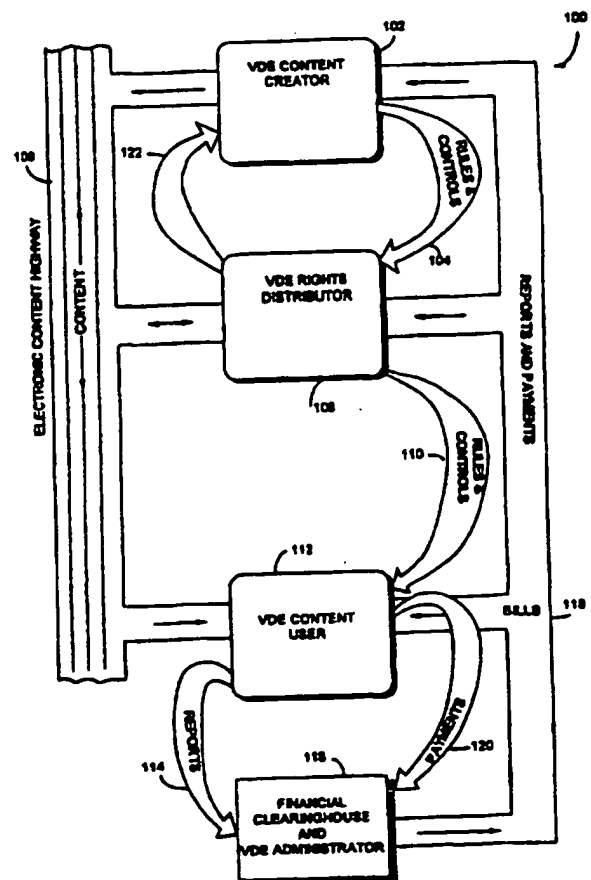 100
102
VDE CONTENT
CREATOR
RULES &
CONTROLS
104
122
108
ELECTRONIC CONTENT HIGHWAY
CONTENT
VDE RIGHTS
DISTRIBUTOR
106
REPORTS AND PAYMENTS
110
RULES &
CONTROLS
112
VDE CONTENT
USER
BILLS
118
PAYMENTS
120
REPORTS
114
116
FINANCIAL
CLEARINGHOUSE
AND
VDE ADMINISTRATOR